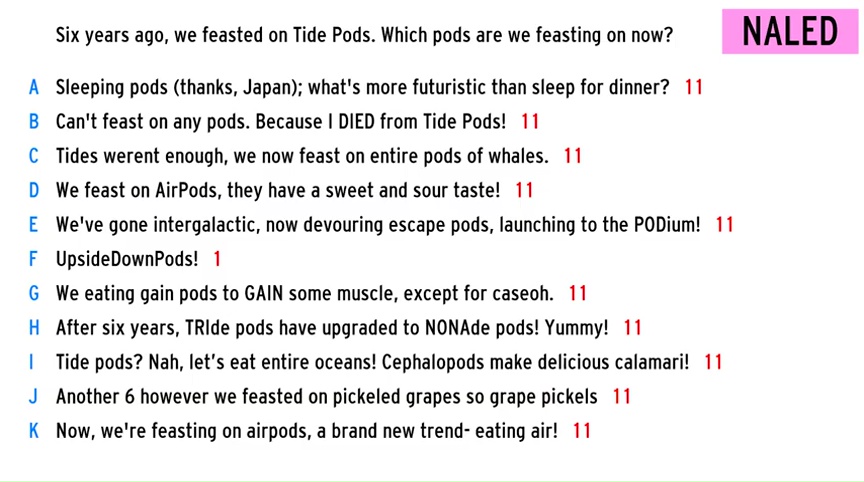 Six years ago, we feasted on Tide Pods. Which pods are we feasting on now?
NALED
A Sleeping pods (thanks, Japan); what's more futuristic than sleep for dinner? 11
B Can't feast on any pods. Because I DIED from Tide Pods! 11
C Tides werent enough, we now feast on entire pods of whales. 11
D We feast on AirPods, they have a sweet and sour taste! 11
E We've gone intergalactic, now devouring escape pods, launching to the PODium! 11
F UpsideDownPods! 1
G We eating gain pods to GAIN some muscle, except for caseoh. 11
H After six years, TRIde pods have upgraded to NONAde pods! Yummy! 11
I Tide pods? Nah, let’s eat entire oceans! Cephalopods make delicious calamari! 11
J Another 6 however we feasted on pickeled grapes so grape pickels 11
K Now, we're feasting on airpods, a brand new trend- eating air! 11